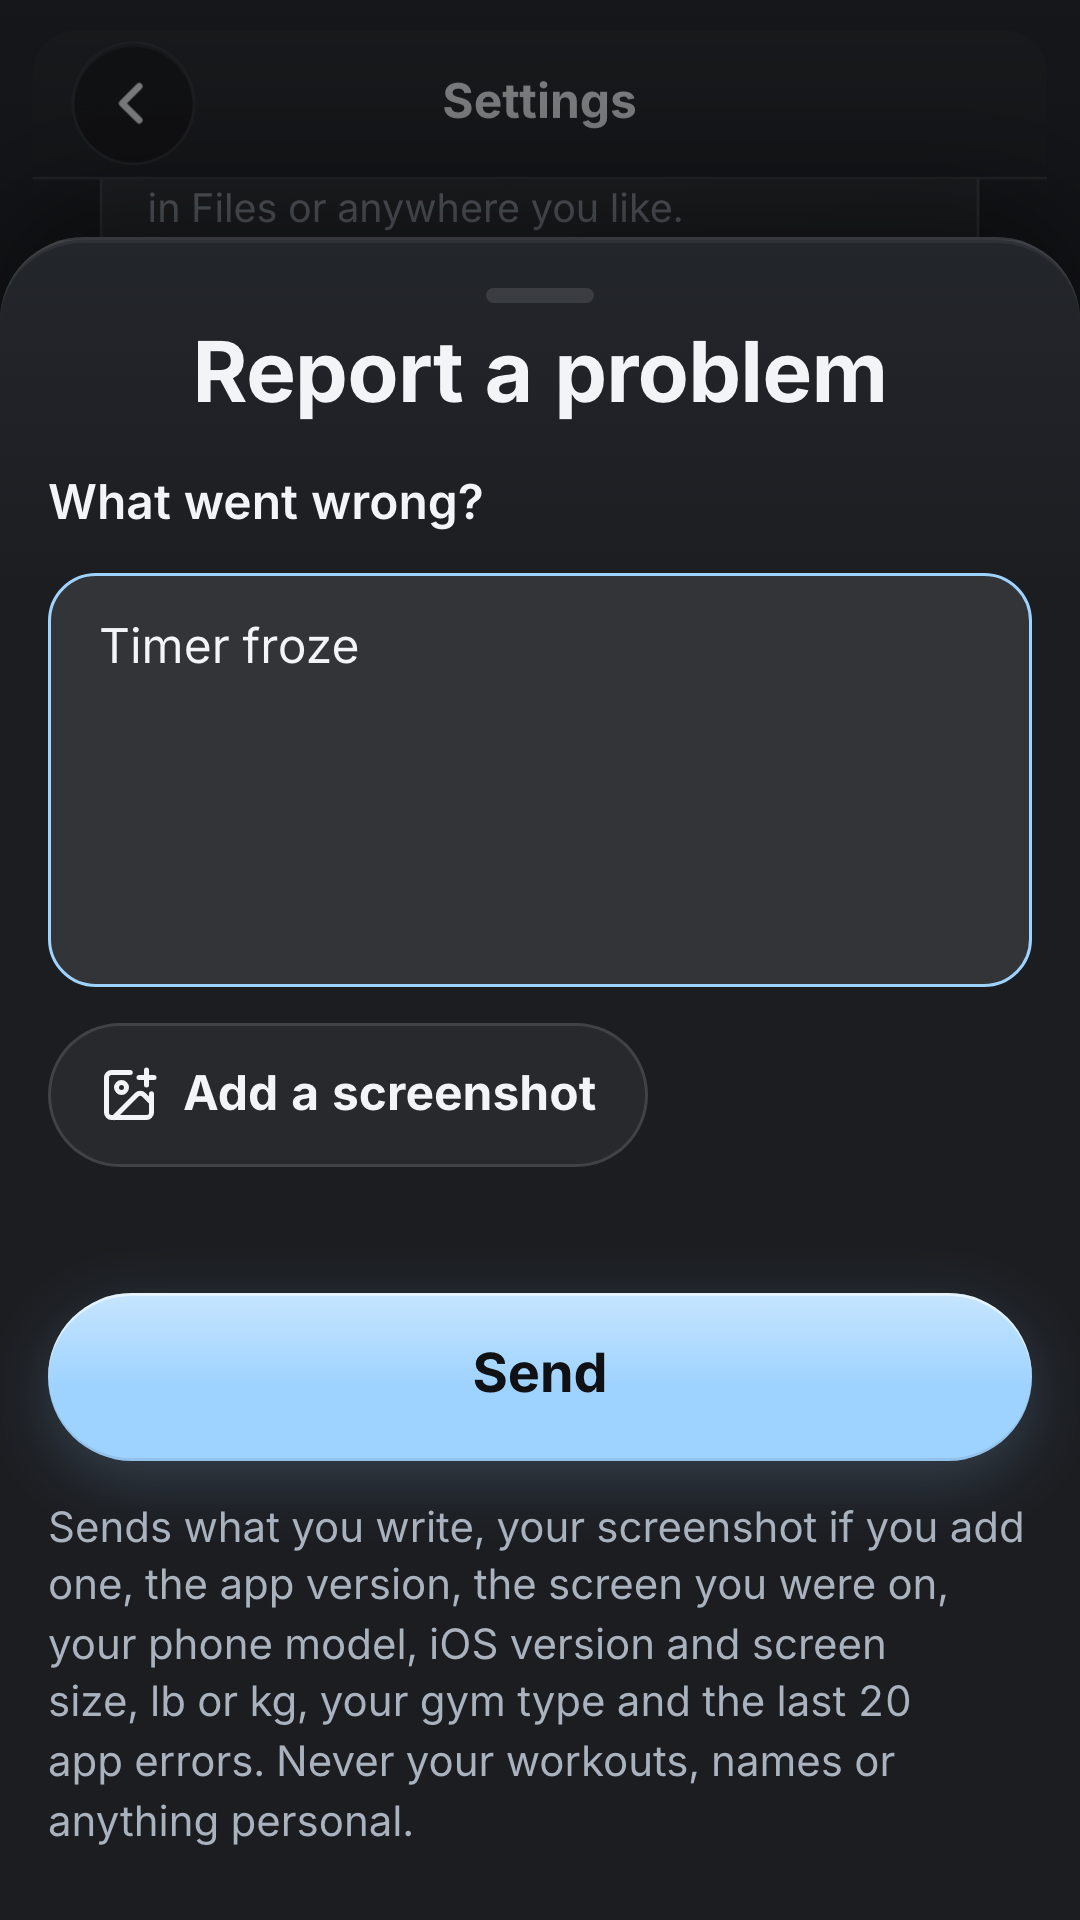 Settings
in Files or anywhere you like.
Report a problem
What went wrong?
Timer froze
Add a screenshot
Send
Sends what you write, your screenshot if you add
one, the app version, the screen you were on,
your phone model, iOS version and screen
size, lb or kg, your gym type and the last 20
app errors. Never your workouts, names or
anything personal.